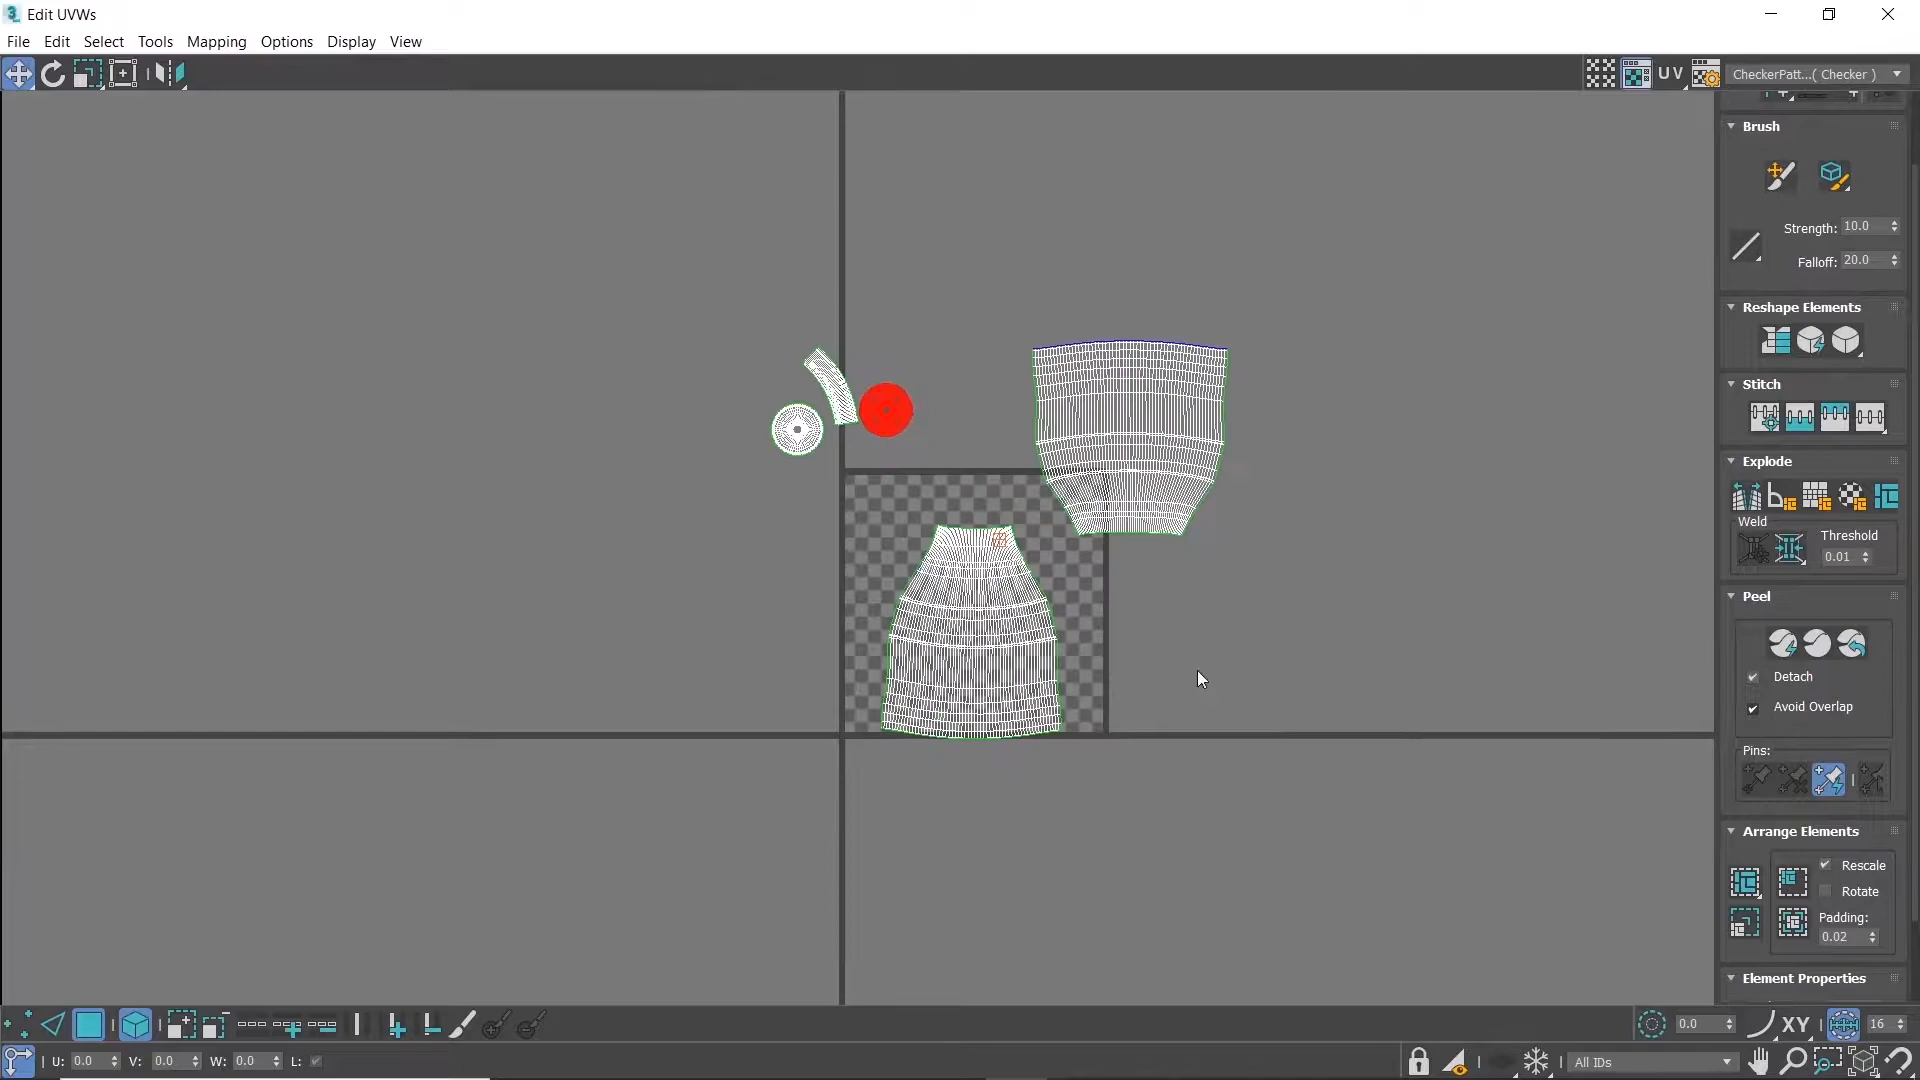 3 Edit UVWs
File Edit Select Tools Mapping Options Display View
UV CheckerPatt...( Checker )
Brush
Strength: 10.0
Falloff: 20.0
Reshape Elements
Stitch
Explode
Weld
Threshold
0.01
Peel
Detach
Avoid Overlap
Pins:
Arrange Elements
Rescale
Rotate
Padding:
0.02
Element Properties
0.0 XY 16
U: 0.0 V: 0.0 W: 0.0 L: All IDs